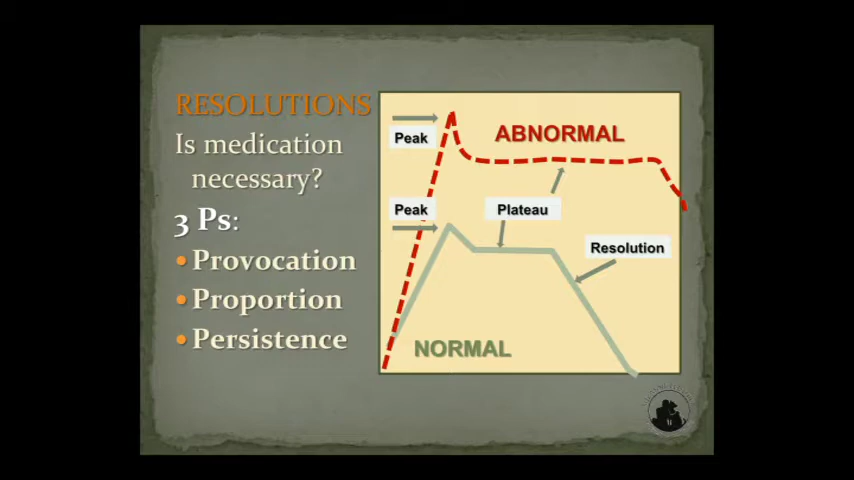 RESOLUTIONS
Is medication
necessary?
3 Ps:
• Provocation
• Proportion
• Persistence
Peak
ABNORMAL
Peak
Plateau
Resolution
NORMAL